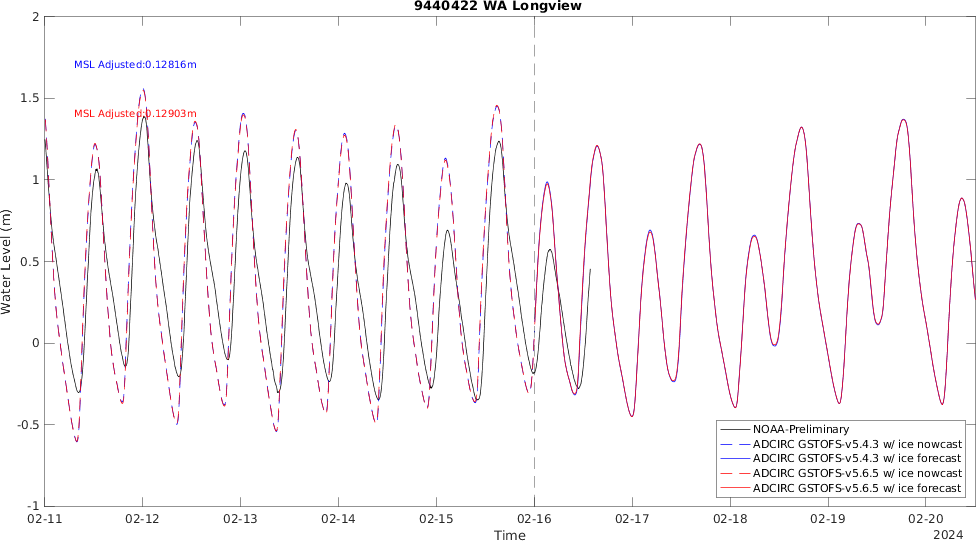 9440422 WA Longview
MSL Adjusted:0.12816m
MSL Adjusted:0.12903m
Water Level (m)
2
1.5
1
0.5
0
-0.5
-1
NOAA-Preliminary
ADCIRC GSTOFS-v5.4.3 w/ ice nowcast
ADCIRC GSTOFS-v5.4.3 w/ ice forecast
ADCIRC GSTOFS-v5.6.5 w/ ice nowcast
ADCIRC GSTOFS-v5.6.5 w/ ice forecast
02-11 02-12 02-13 02-14 02-15 02-16 02-17 02-18 02-19 02-20
Time
2024